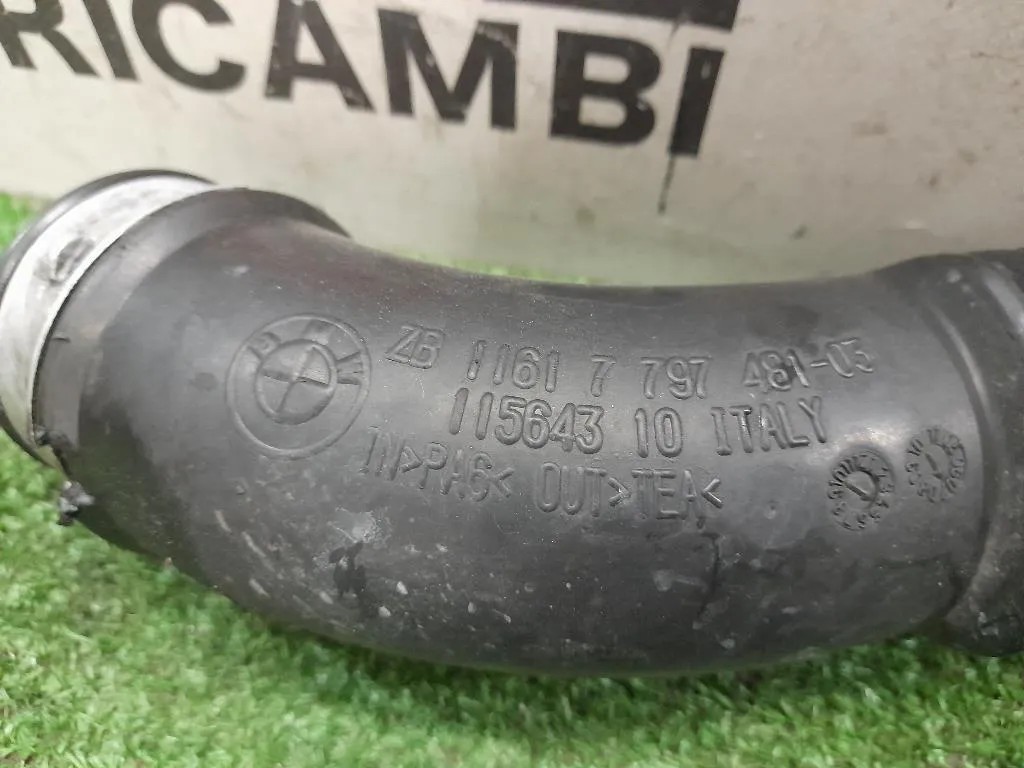 RICAMBI
BMW
ZB 1161 7 797 481-03
115643 10 ITALY
IN>PA6< OUT>TEA<